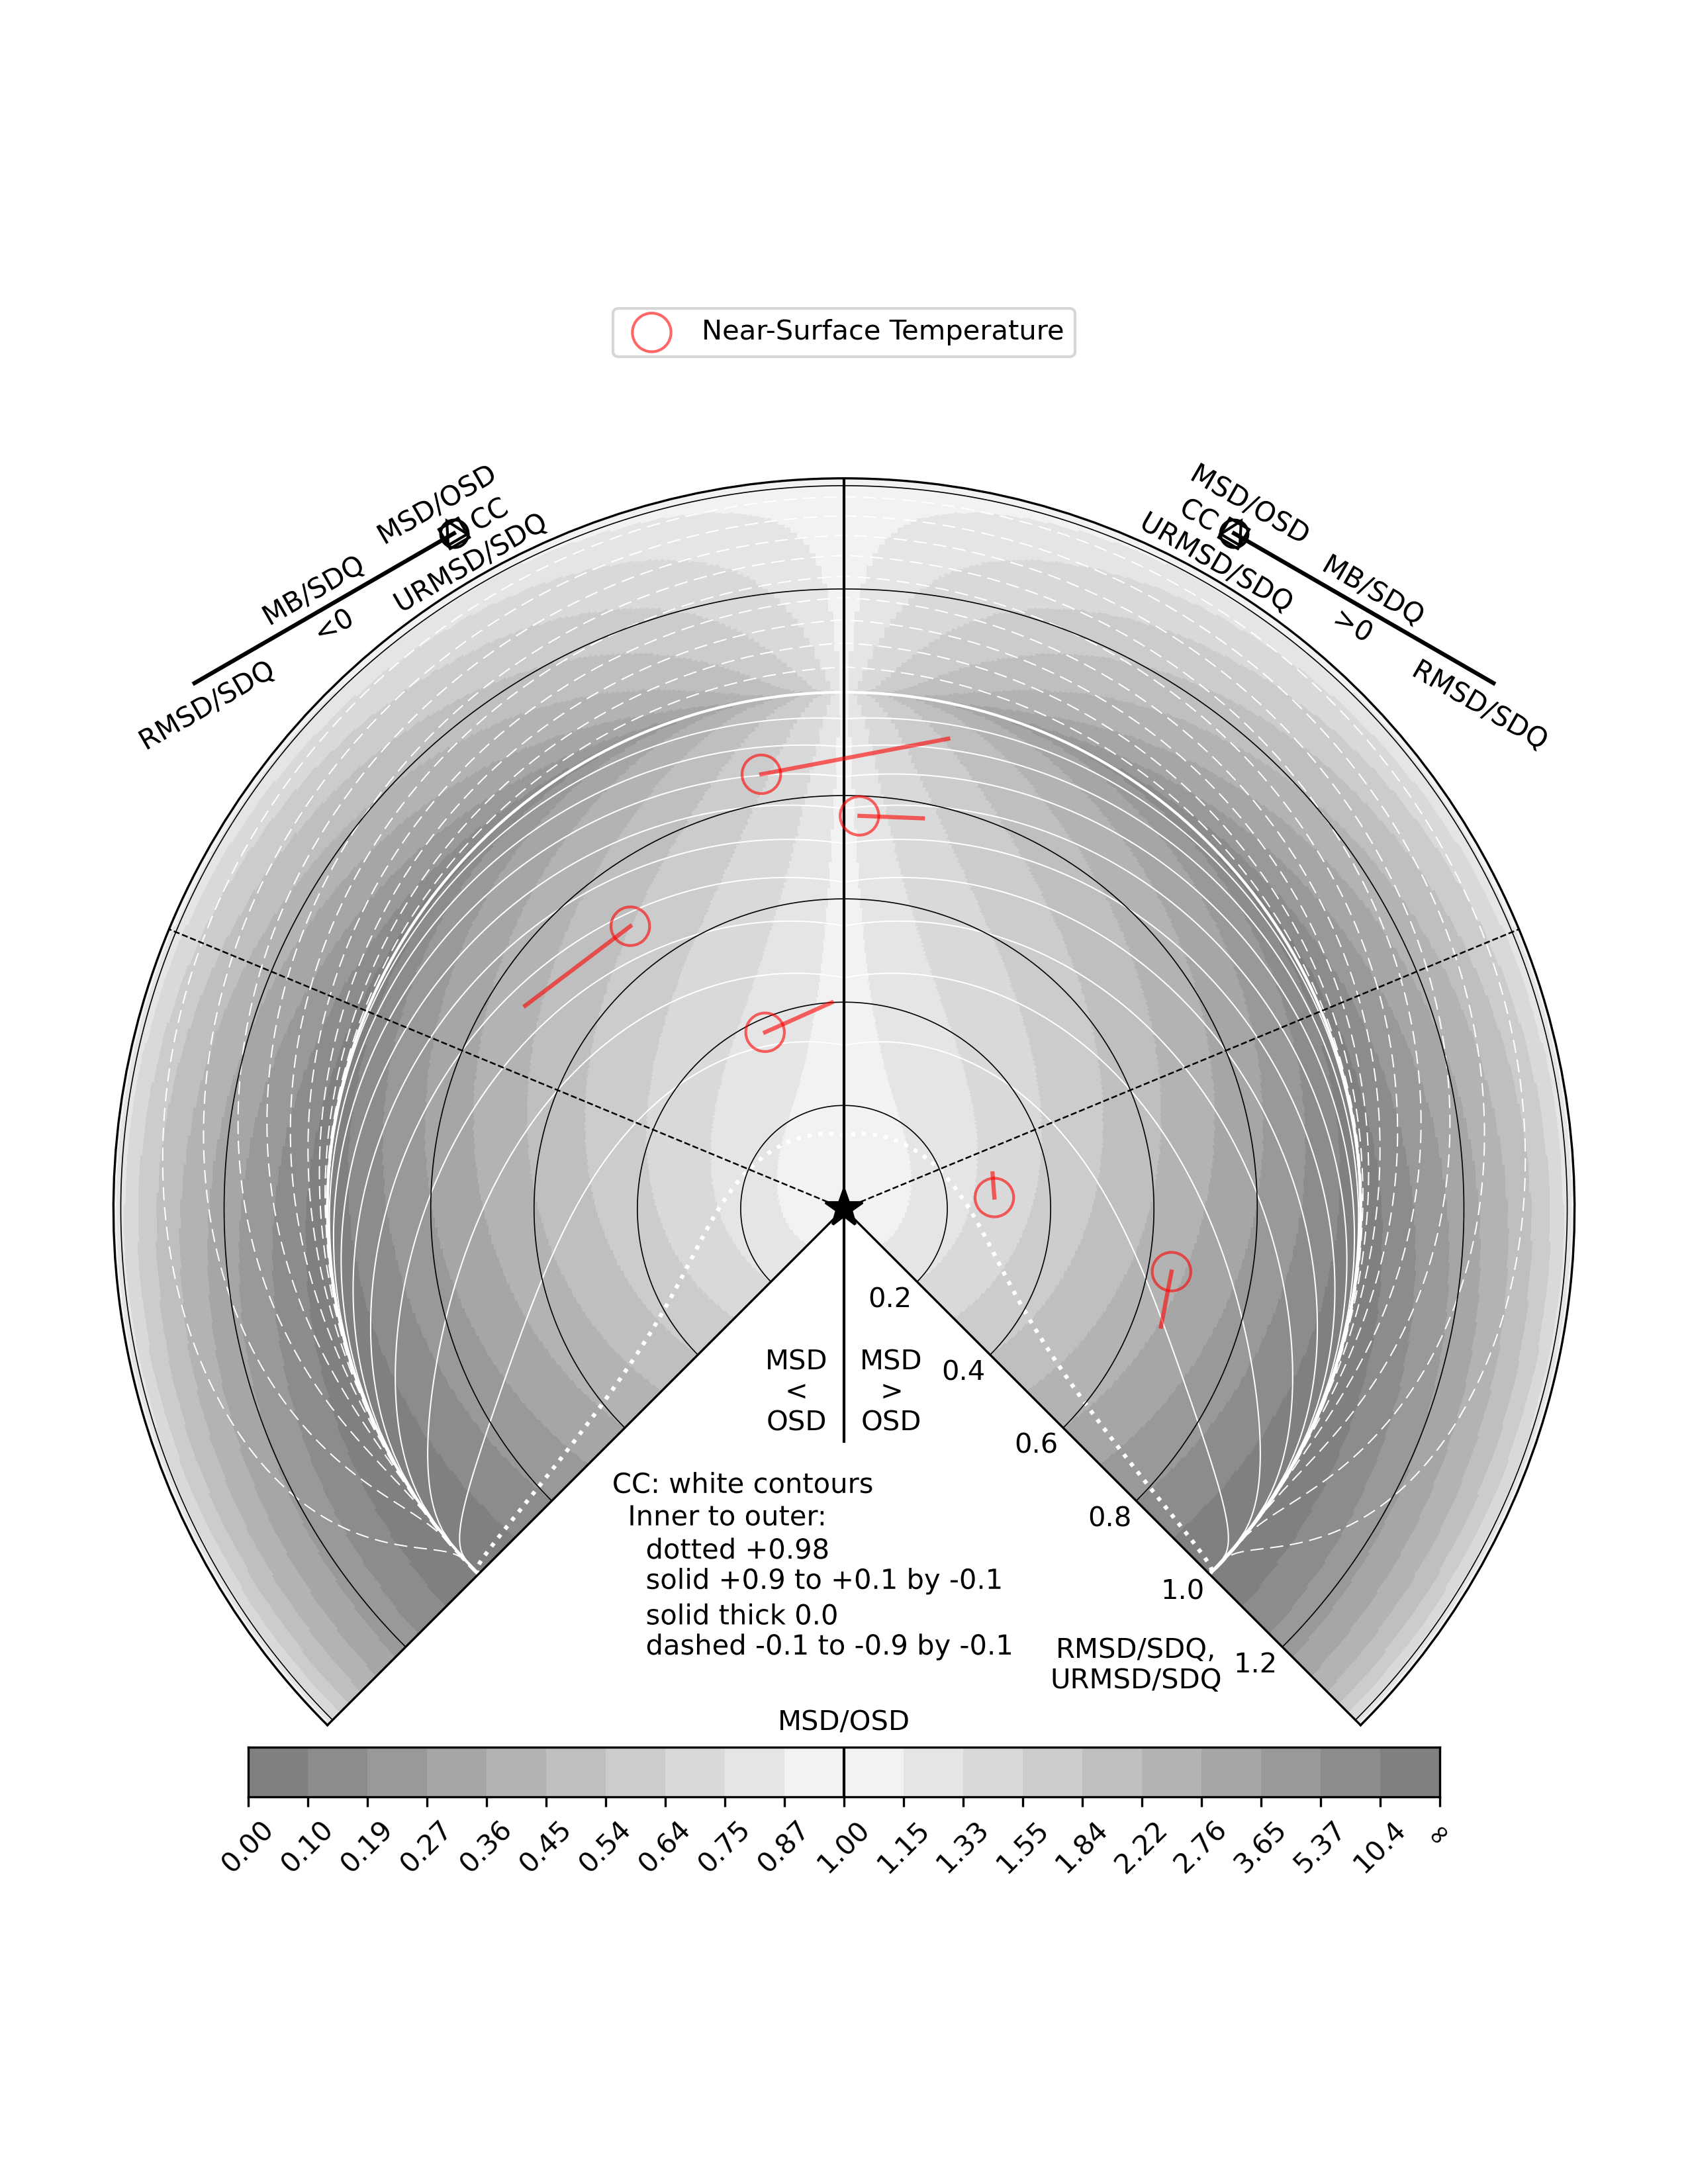 Near-Surface Temperature
MSD/OSD
CC
MB/SDQ
<0
URMSD/SDQ
RMSD/SDQ
MSD/OSD
CC
MB/SDQ
>0
URMSD/SDQ
RMSD/SDQ
0.2
0.4
0.6
0.8
1.0
1.2
MSD
<
OSD
MSD
>
OSD
CC: white contours
Inner to outer:
dotted +0.98
solid +0.9 to +0.1 by -0.1
solid thick 0.0
dashed -0.1 to -0.9 by -0.1
RMSD/SDQ,
URMSD/SDQ
MSD/OSD
0.00 0.10 0.19 0.27 0.36 0.45 0.54 0.64 0.75 0.87 1.00 1.15 1.33 1.55 1.84 2.22 2.76 3.65 5.37 10.4 ∞